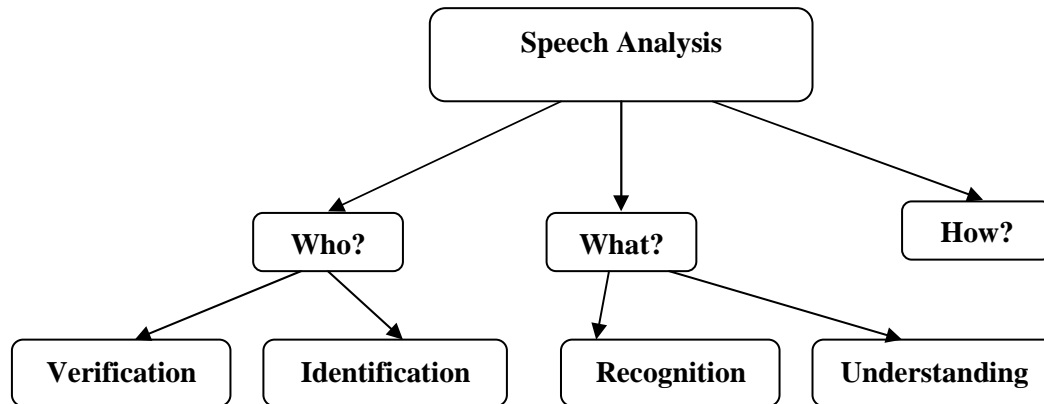 Speech Analysis
Who?
What?
How?
Verification
Identification
Recognition
Understanding